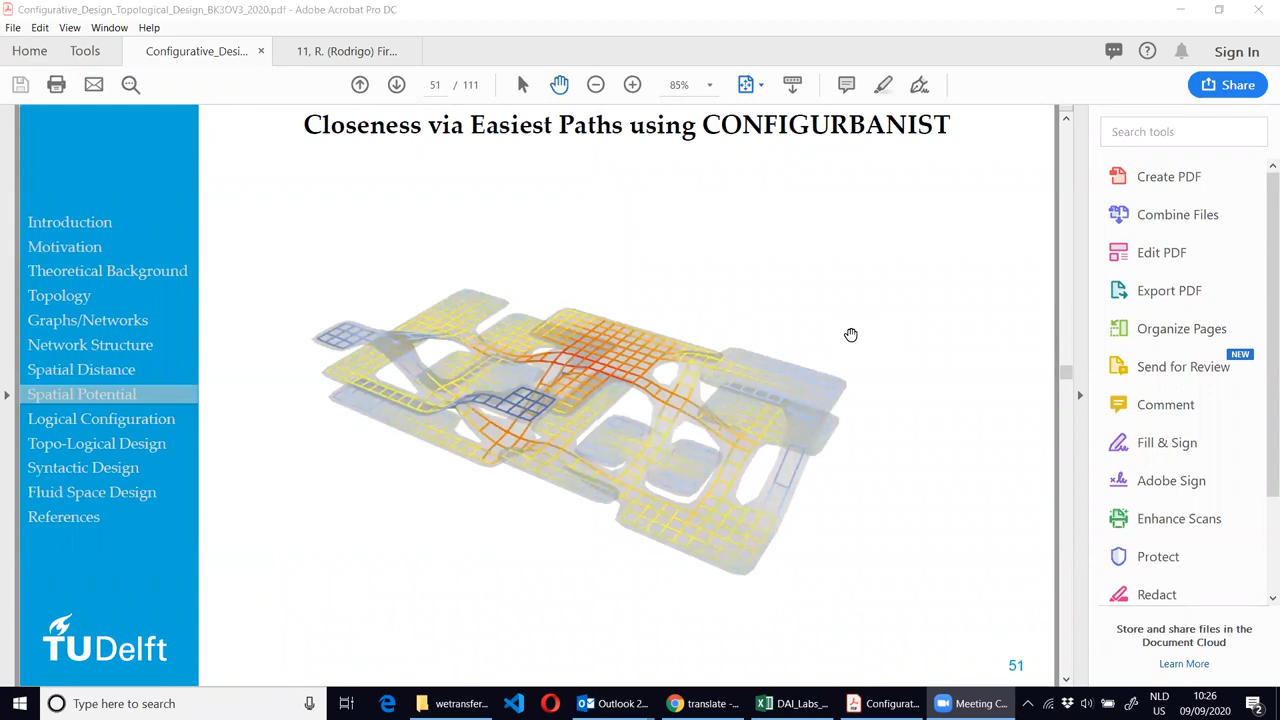 Configurative_Design_Topological_Design_BK3OV3_2020.pdf - Adobe Acrobat Pro DC
File Edit View Window Help
Home Tools Configurative_Desi... × 11, R. (Rodrigo) Fir... Sign In
51 / 111 85% Share
Closeness via Easiest Paths using CONFIGURBANIST
Introduction
Motivation
Theoretical Background
Topology
Graphs/Networks
Network Structure
Spatial Distance
Spatial Potential
Logical Configuration
Topo-Logical Design
Syntactic Design
Fluid Space Design
References
TUDelft
51
Search tools
Create PDF
Combine Files
Edit PDF
Export PDF
Organize Pages
NEW
Send for Review
Comment
Fill & Sign
Adobe Sign
Enhance Scans
Protect
Redact
Store and share files in the
Document Cloud
Learn More
Type here to search
wetransfer...
Outlook 2...
translate -...
DAI_Labs_...
Configurat...
Meeting C...
NLD
10:26
09/09/2020
2